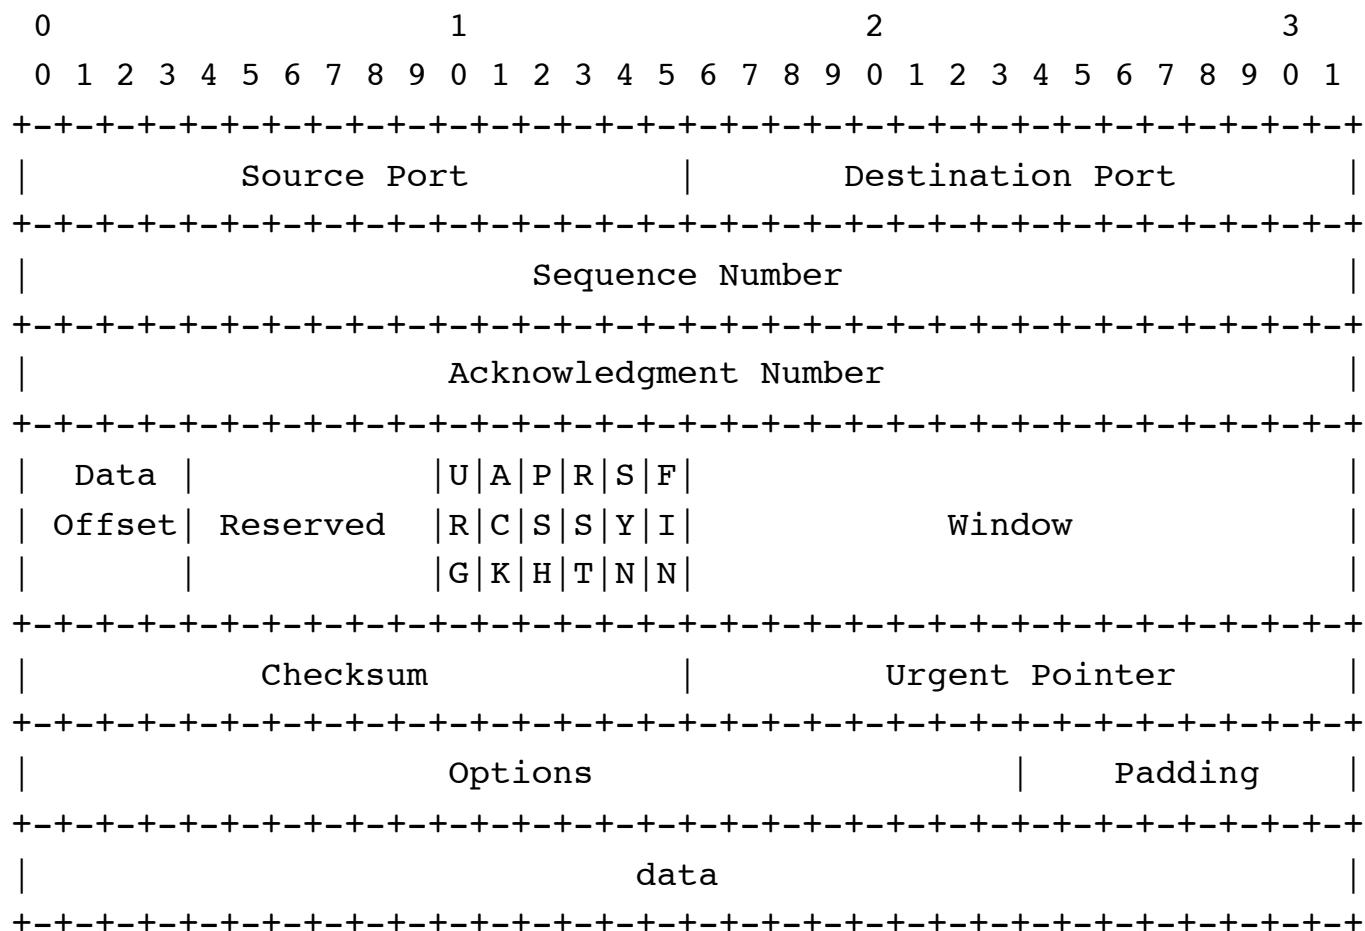 0                   1                   2                   3
 0 1 2 3 4 5 6 7 8 9 0 1 2 3 4 5 6 7 8 9 0 1 2 3 4 5 6 7 8 9 0 1
+-+-+-+-+-+-+-+-+-+-+-+-+-+-+-+-+-+-+-+-+-+-+-+-+-+-+-+-+-+-+-+-+
|          Source Port          |       Destination Port        |
+-+-+-+-+-+-+-+-+-+-+-+-+-+-+-+-+-+-+-+-+-+-+-+-+-+-+-+-+-+-+-+-+
|                        Sequence Number                        |
+-+-+-+-+-+-+-+-+-+-+-+-+-+-+-+-+-+-+-+-+-+-+-+-+-+-+-+-+-+-+-+-+
|                    Acknowledgment Number                      |
+-+-+-+-+-+-+-+-+-+-+-+-+-+-+-+-+-+-+-+-+-+-+-+-+-+-+-+-+-+-+-+-+
|  Data |           |U|A|P|R|S|F|                               |
| Offset| Reserved  |R|C|S|S|Y|I|            Window             |
|       |           |G|K|H|T|N|N|                               |
+-+-+-+-+-+-+-+-+-+-+-+-+-+-+-+-+-+-+-+-+-+-+-+-+-+-+-+-+-+-+-+-+
|           Checksum            |         Urgent Pointer        |
+-+-+-+-+-+-+-+-+-+-+-+-+-+-+-+-+-+-+-+-+-+-+-+-+-+-+-+-+-+-+-+-+
|                    Options                    |    Padding    |
+-+-+-+-+-+-+-+-+-+-+-+-+-+-+-+-+-+-+-+-+-+-+-+-+-+-+-+-+-+-+-+-+
|                             data                              |
+-+-+-+-+-+-+-+-+-+-+-+-+-+-+-+-+-+-+-+-+-+-+-+-+-+-+-+-+-+-+-+-+